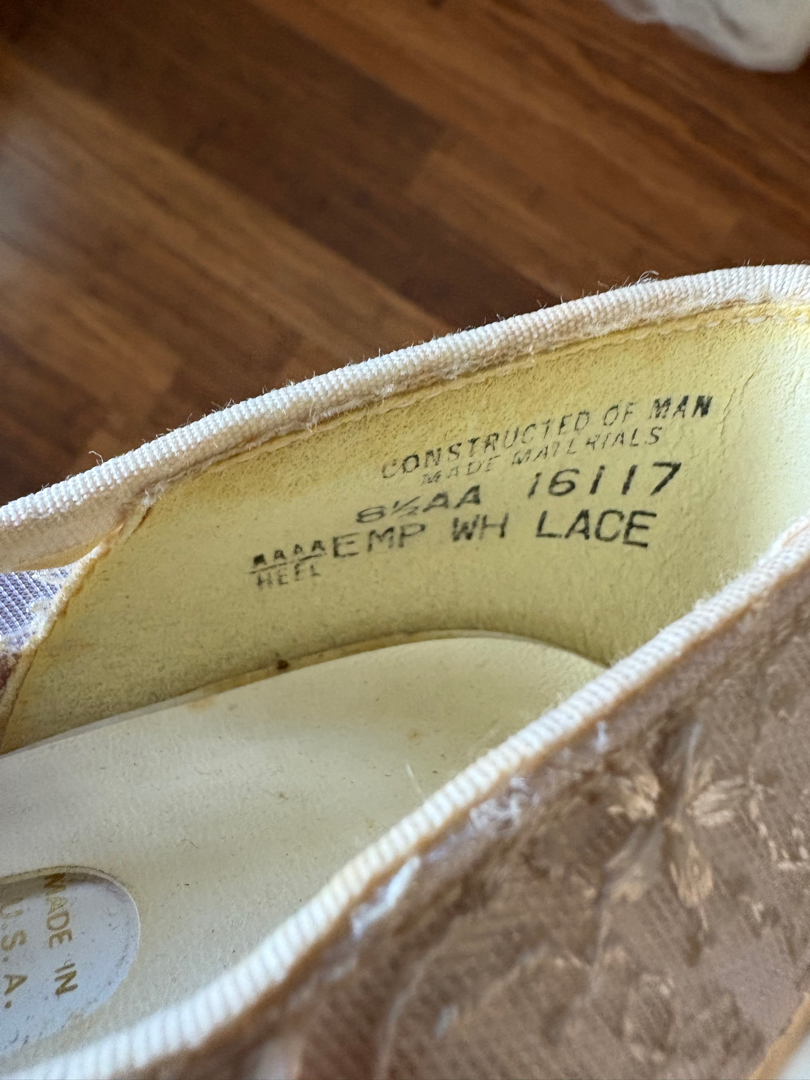 CONSTRUCTED OF MAN
MADE MATERIALS
8½AA 16117
AAAA EMP WH LACE
HEEL
MADE IN
U.S.A.